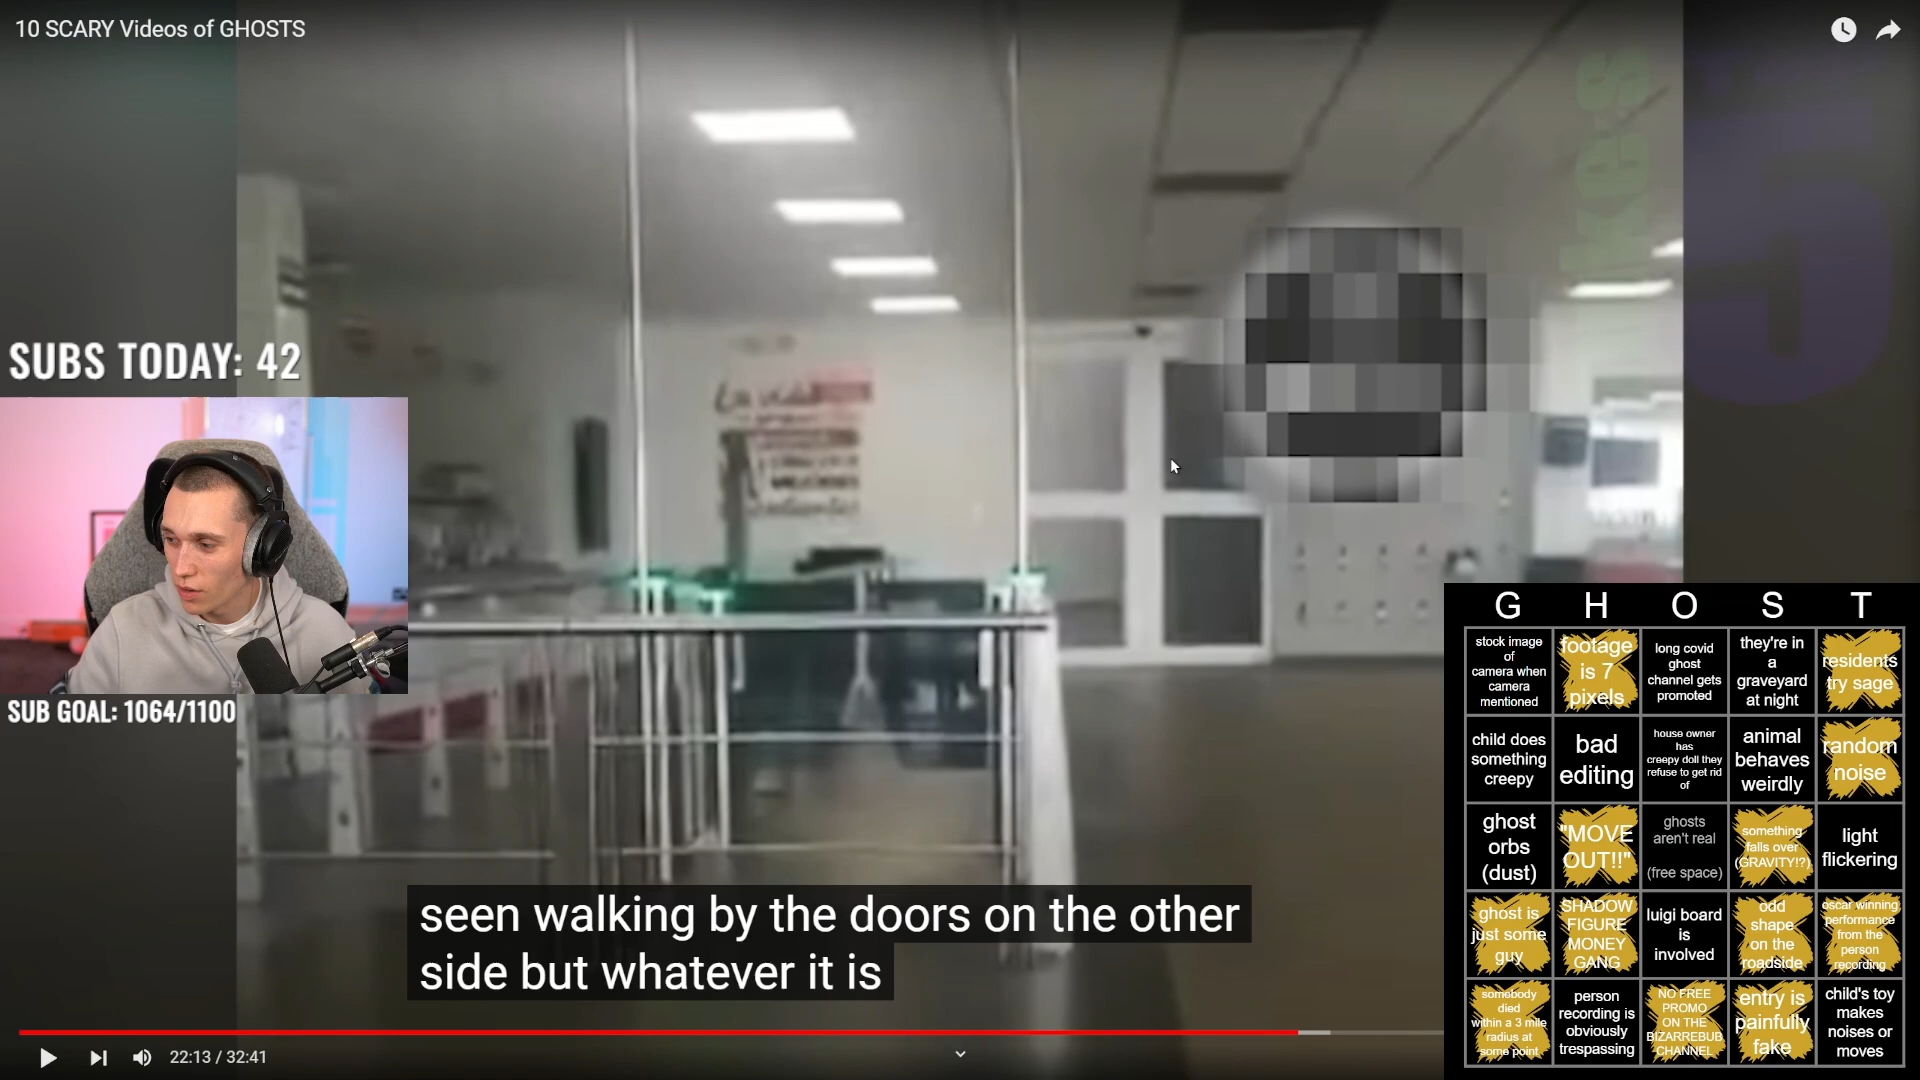 10 SCARY Videos of GHOSTS
kes
5
SUBS TODAY: 42
La vida
SUB GOAL: 1064/1100
seen walking by the doors on the other
side but whatever it is
22:13 / 32:41
G H O S T
stock image
of
camera when
camera
mentioned
footage
is 7
pixels
long covid
ghost
channel gets
promoted
they're in
a
graveyard
at night
residents
try sage
child does
something
creepy
bad
editing
house owner
has
creepy doll they
refuse to get rid
of
animal
behaves
weirdly
random
noise
ghost
orbs
(dust)
"MOVE
OUT!!"
ghosts
aren't real
(free space)
something
falls over
(GRAVITY!?)
light
flickering
ghost is
just some
guy
SHADOW
FIGURE
MONEY
GANG
luigi board
is
involved
odd
shape
on the
roadside
oscar winning
performance
from the
person
recording
somebody
died
within a 3 mile
radius at
some point
person
recording is
obviously
trespassing
NO FREE
PROMO
ON THE
BIZARREBUB
CHANNEL
entry is
painfully
fake
child's toy
makes
noises or
moves